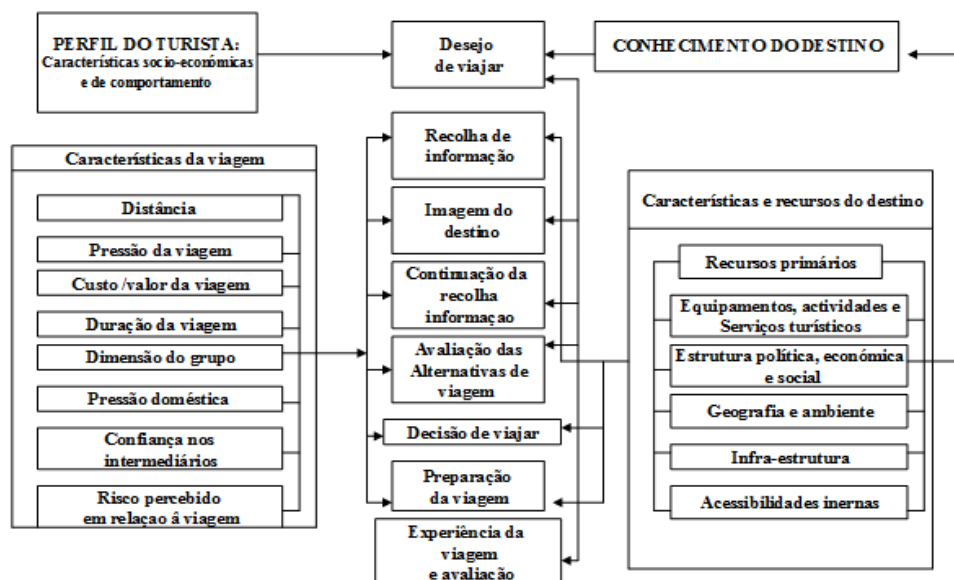 PERFIL DO TURISTA:
Características socio-económicas
e de comportamento
Desejo
de viajar
CONHECIMENTO DO DESTINO
Características da viagem
Distância
Pressão da viagem
Custo /valor da viagem
Duração da viagem
Dimensão do grupo
Pressão doméstica
Confiança nos
intermediários
Risco percebido
em relaçao â viagem
Recolha de
informação
Imagem do
destino
Continuação da
recolha
informaçao
Avaliação das
Alternativas de
viagem
Decisão de viajar
Preparação
da viagem
Experiência da
viagem
e avaliação
Características e recursos do destino
Recursos primários
Equipamentos, actividades e
Serviços turísticos
Estrutura política, económica
e social
Geografia e ambiente
Infra-estrutura
Acessibilidades inernas